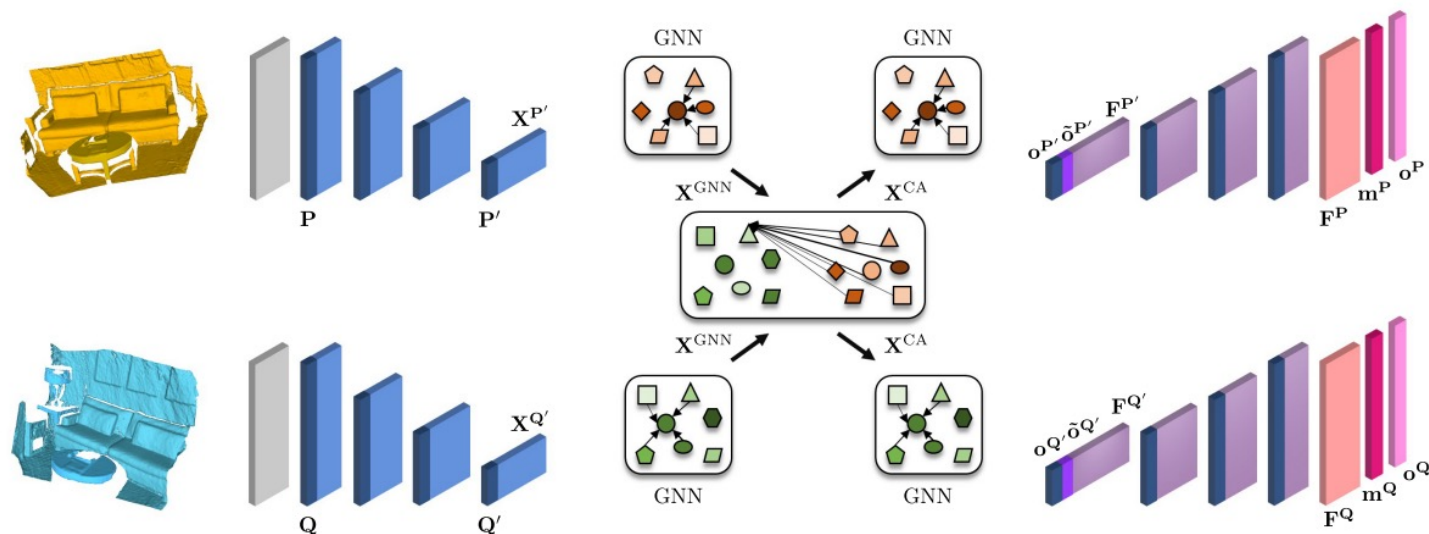 GNN
GNN
X^P′
o^P′ õ^P′ F^P′
P
P′
X^GNN
X^CA
F^P
m^P
o^P
X^GNN
X^CA
X^Q′
o^Q′ õ^Q′ F^Q′
GNN
GNN
Q
Q′
F^Q
m^Q
o^Q